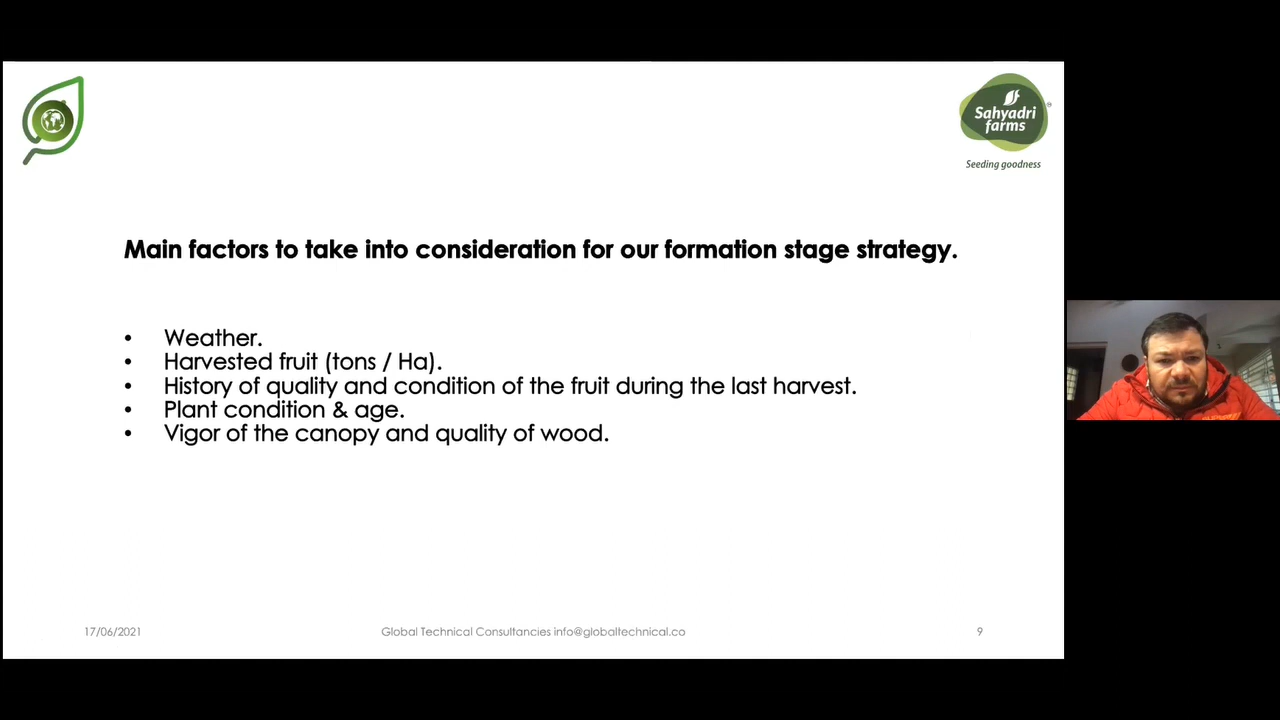 Sahyadri
farms
Seeding goodness
Main factors to take into consideration for our formation stage strategy.
• Weather.
• Harvested fruit (tons / Ha).
• History of quality and condition of the fruit during the last harvest.
• Plant condition & age.
• Vigor of the canopy and quality of wood.
17/06/2021
Global Technical Consultancies info@globaltechnical.co
9